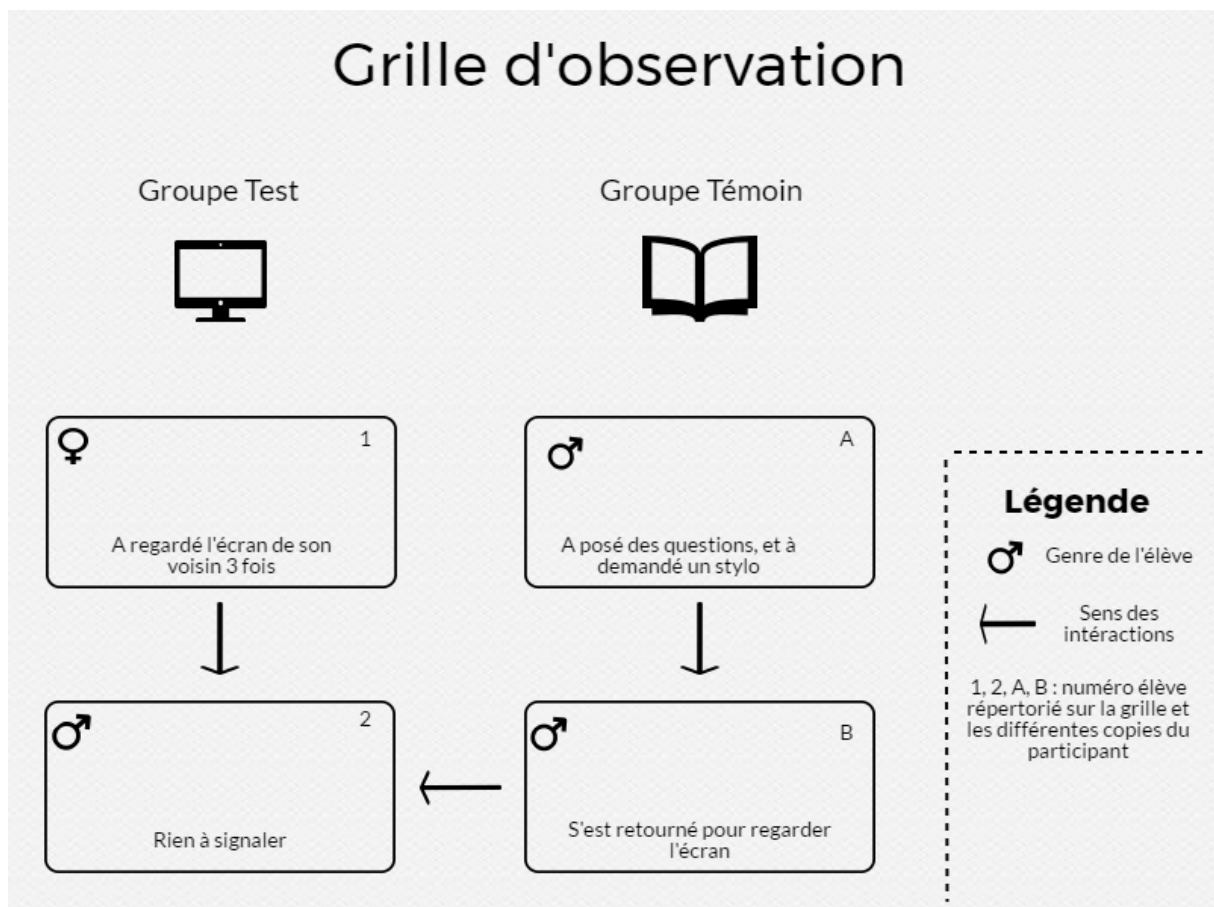 Grille d'observation
Groupe Test
Groupe Témoin
1
A regardé l'écran de son
voisin 3 fois
A
A posé des questions, et à
demandé un stylo
2
Rien à signaler
B
S'est retourné pour regarder
l'écran
Légende
Genre de l'élève
Sens des
intéractions
1, 2, A, B : numéro élève
répertorié sur la grille et
les différentes copies du
participant